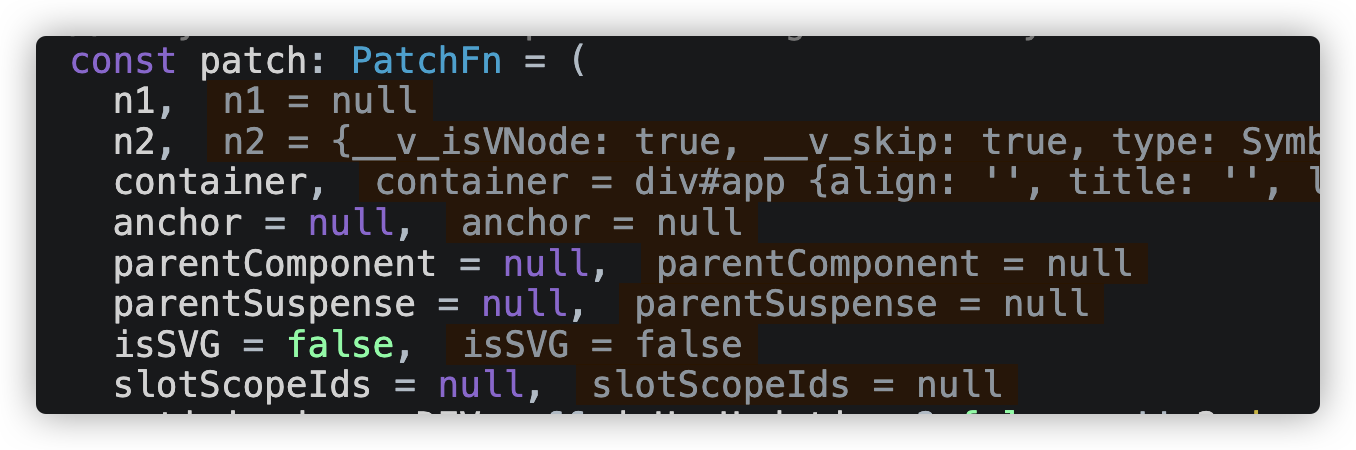 const patch: PatchFn = (
n1, n1 = null
n2, n2 = {__v_isVNode: true, __v_skip: true, type: Symb
container, container = div#app {align: '', title: '', l
anchor = null, anchor = null
parentComponent = null, parentComponent = null
parentSuspense = null, parentSuspense = null
isSVG = false, isSVG = false
slotScopeIds = null, slotScopeIds = null